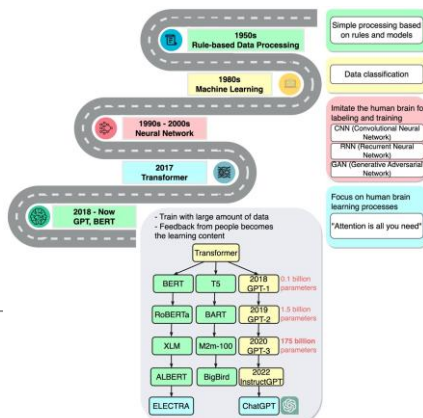 1950s
Rule-based Data Processing
Simple processing based
on rules and models
1980s
Machine Learning
Data classification
1990s - 2000s
Neural Network
Imitate the human brain for
labeling and training
CNN (Convolutional Neural
Network)
RNN (Recurrent Neural
Network)
GAN (Generative Adversarial
Network)
2017
Transformer
Focus on human brain
learning processes
"Attention is all you need"
2018 - Now
GPT, BERT
- Train with large amount of data
- Feedback from people becomes
the learning content
Transformer
BERT
T5
2018
GPT-1
0.1 billion
parameters
RoBERTa
BART
2019
GPT-2
1.5 billion
parameters
XLM
M2m-100
2020
GPT-3
175 billion
parameters
ALBERT
BigBird
2022
InstructGPT
ELECTRA
ChatGPT